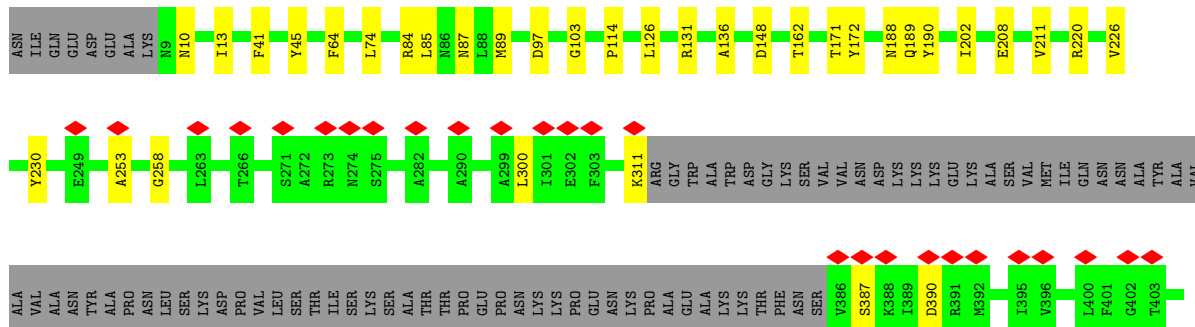 ASN ILE GLN GLU ASP GLU ALA LYS N9 N10 I13 F41 Y45 F64 L74 R84 L85 N86 N87 L88 M89 D97 G103 P114 L126 R131 A136 D148 T162 T171 Y172 N188 Q189 Y190 I202 E208 V211 R220 V226
Y230 E249 A253 G258 L263 T266 S271 A272 R273 N274 S275 A282 A290 A299 L300 I301 E302 F303 K311 ARG GLY TRP ALA TRP ASP GLY LYS SER VAL VAL ASN ASP LYS LYS LYS GLU LYS ALA SER VAL MET ILE GLN ASN ASN ALA TYR ALA VAL
ALA VAL ALA ASN TYR ALA PRO ASN LEU SER LYS ASP PRO VAL LEU SER THR ILE SER LYS SER ALA THR THR PRO GLU PRO ASN LYS LYS PRO GLU ASN LYS PRO ALA GLU ALA LYS LYS THR PHE ASN SER V386 S387 K388 I389 D390 R391 M392 I395 V396 L400 F401 G402 T403